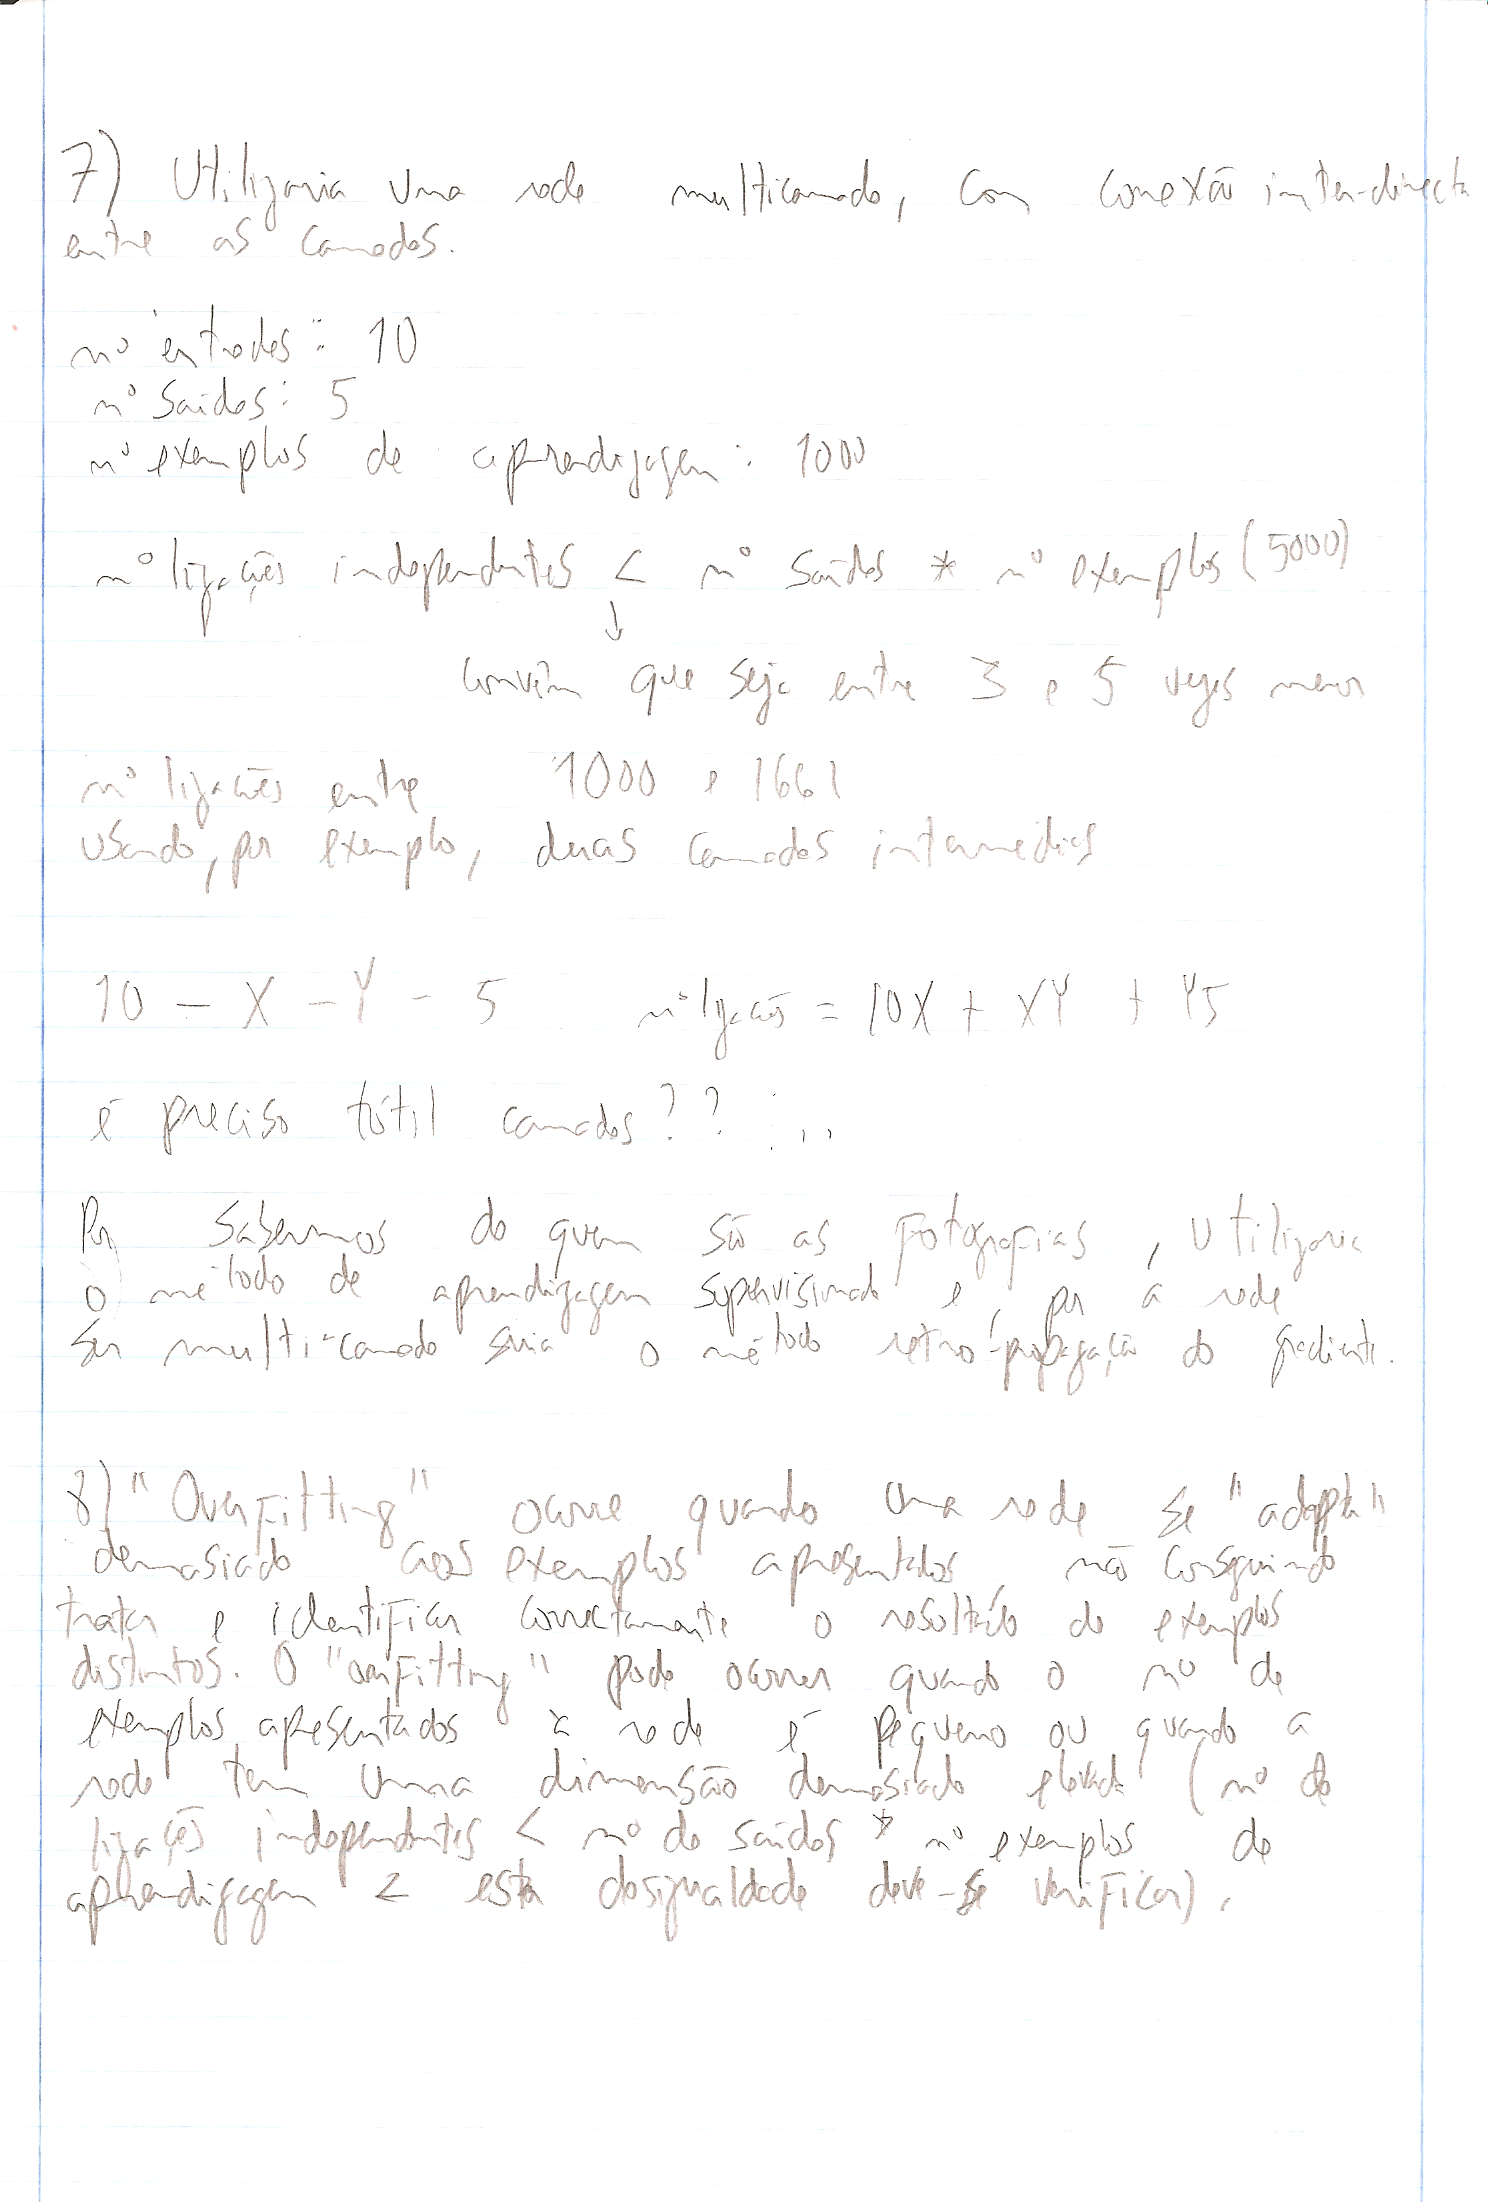 7) Utilizaria uma rede multicamada, com conexão inter-directa
entre as camadas.
nº entradas: 10
nº saídas: 5
nº exemplos de aprendizagem: 1000
nº ligações independentes < nº saídas * nº exemplos (5000)
↓
convém que seja entre 3 e 5 vezes menor
nº ligações entre 1000 e 1661
usando, por exemplo, duas camadas intermédias
10 - X - Y - 5 nº ligações = 10X + XY + Y5
é preciso camadas??
Por sabermos de quem são as fotografias, utilizaria
o método de aprendizagem supervisionada e, por a rede
ser multi-camada seria o método retro-propagação do gradiente.
8) "Overfitting" ocorre quando uma rede se "adapta"
demasiado aos exemplos apresentados não conseguindo
tratar e identificar correctamente o resultado de exemplos
distintos. O "overfitting" pode ocorrer quando o nº de
exemplos apresentados à rede é pequeno ou quando a
rede tem uma dimensão demasiado elevada (nº de
ligações independentes < nº de saídas * nº exemplos de
aprendizagem < esta desigualdade deve-se verificar).